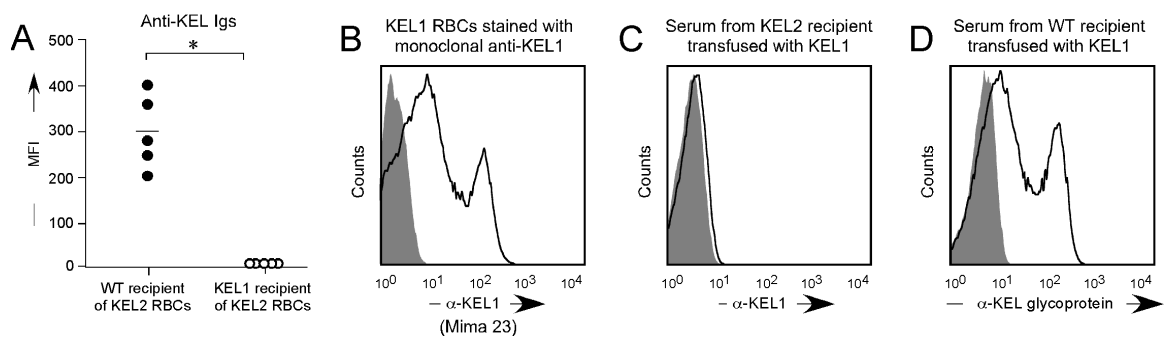 A
Anti-KEL Igs
*
500
400
300
200
100
0
MFI
WT recipient
of KEL2 RBCs
KEL1 recipient
of KEL2 RBCs
B
KEL1 RBCs stained with
monoclonal anti-KEL1
Counts
10⁰ 10¹ 10² 10³ 10⁴
α-KEL1
(Mima 23)
C
Serum from KEL2 recipient
transfused with KEL1
Counts
10⁰ 10¹ 10² 10³ 10⁴
α-KEL1
D
Serum from WT recipient
transfused with KEL1
Counts
10⁰ 10¹ 10² 10³ 10⁴
α-KEL glycoprotein